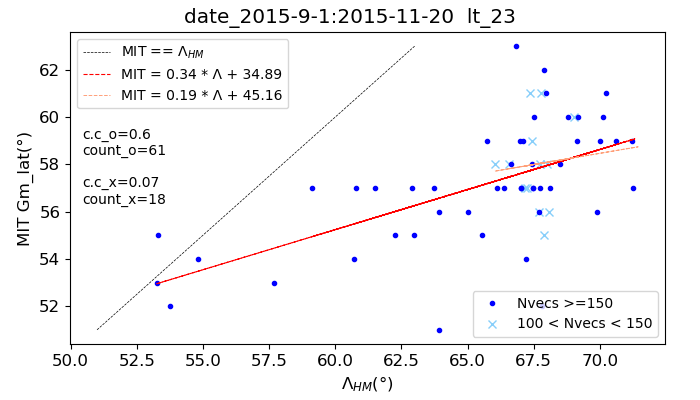 date_2015-9-1:2015-11-20 lt_23
MIT == Λ_HM
MIT = 0.34 * Λ + 34.89
MIT = 0.19 * Λ + 45.16
c.c_o=0.6
count_o=61
c.c_x=0.07
count_x=18
MIT Gm_lat(°)
62
60
58
56
54
52
Nvecs >=150
100 < Nvecs < 150
50.0 52.5 55.0 57.5 60.0 62.5 65.0 67.5 70.0
Λ_HM(°)